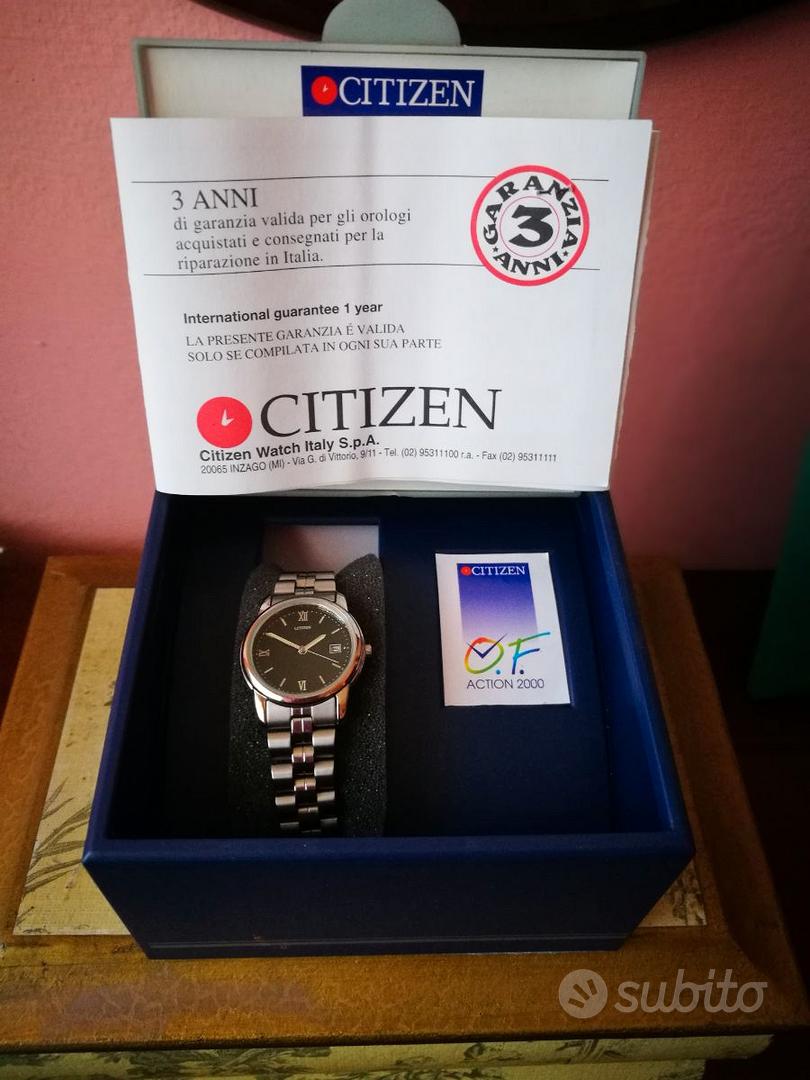 CITIZEN
3 ANNI
di garanzia valida per gli orologi
acquistati e consegnati per la
riparazione in Italia.
GARANZIA
3
ANNI
International guarantee 1 year
LA PRESENTE GARANZIA É VALIDA
SOLO SE COMPILATA IN OGNI SUA PARTE
CITIZEN
Citizen Watch Italy S.p.A.
20065 INZAGO (MI) - Via G. di Vittorio, 9/11 - Tel. (02) 95311100 r.a. - Fax (02) 95311111
CITIZEN
O.F.
ACTION 2000
XII
CITIZEN
IX
VI
subito